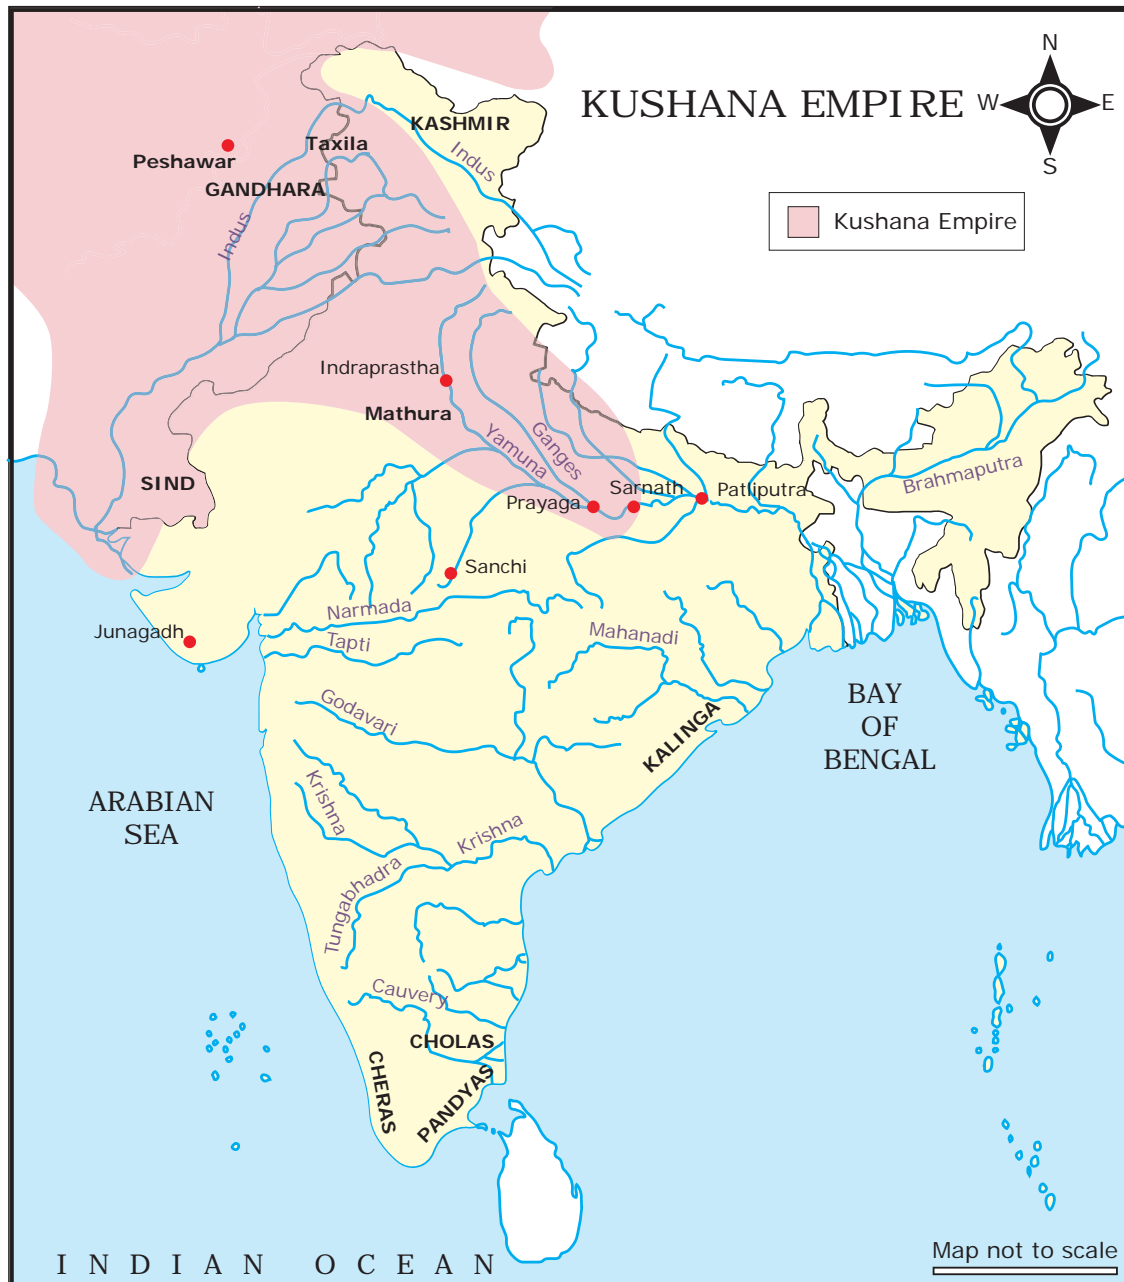 N
KUSHANA EMPIRE
W
E
S
KASHMIR
Taxila
Peshawar
Indus
GANDHARA
Indus
Kushana Empire
Indraprastha
Mathura
Yamuna
Ganges
SIND
Prayaga
Sarnath
Patliputra
Brahmaputra
Sanchi
Narmada
Junagadh
Tapti
Mahanadi
Godavari
KALINGA
BAY
OF
BENGAL
ARABIAN
SEA
Krishna
Krishna
Tungabhadra
Cauvery
CHOLAS
CHERAS
PANDYAS
INDIAN OCEAN
Map not to scale